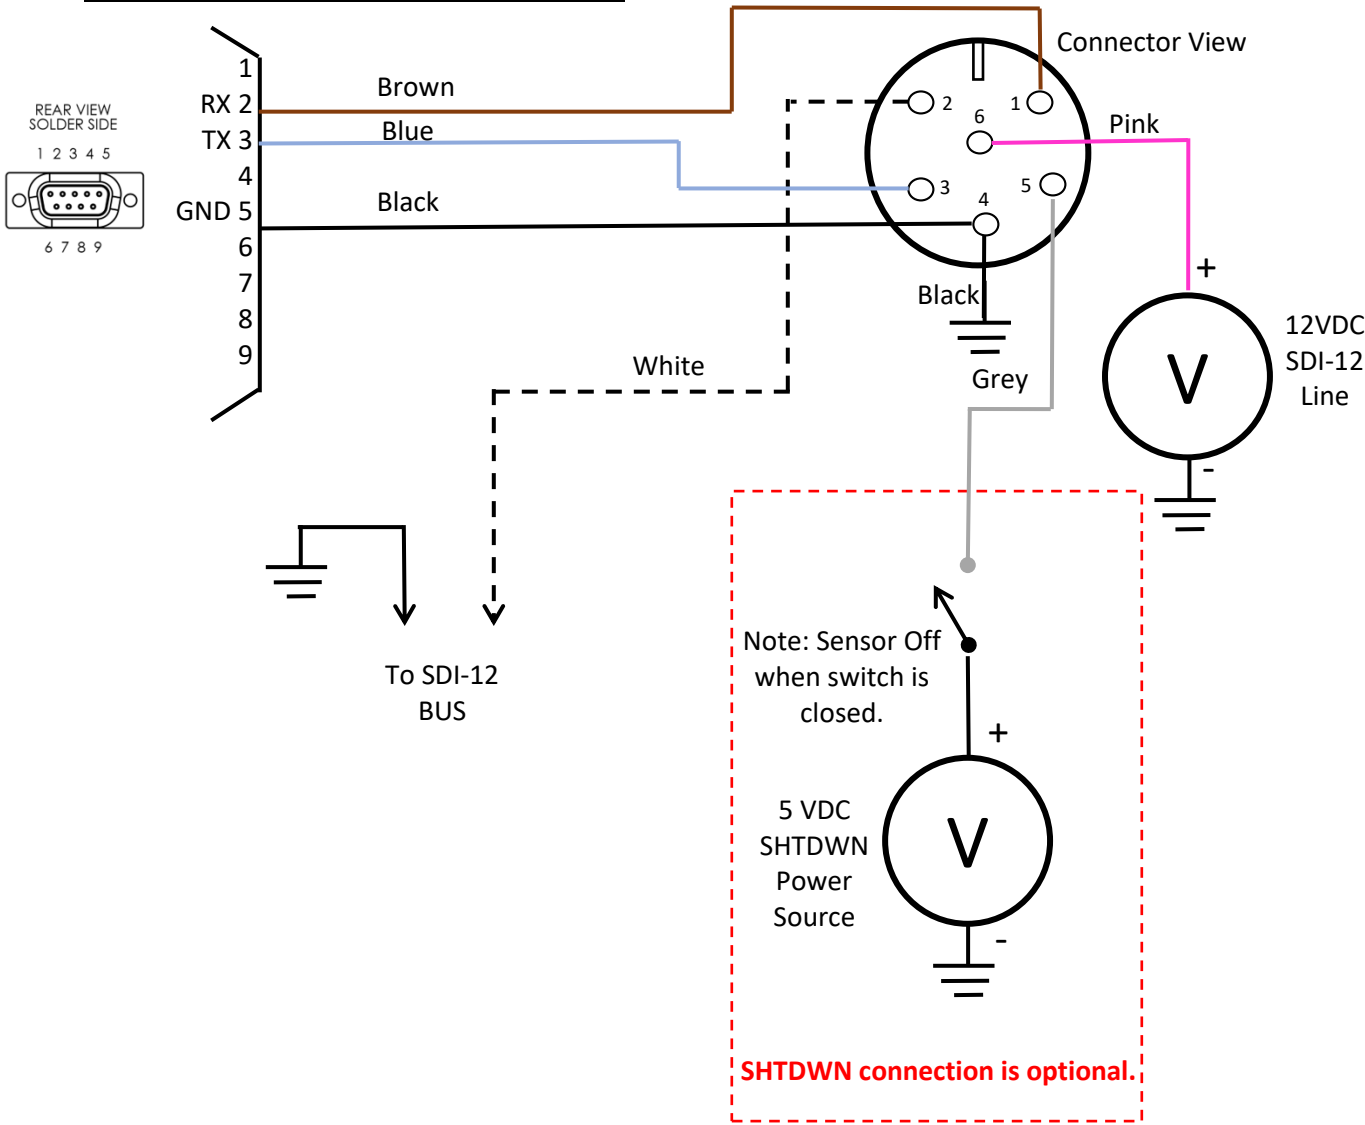 Connector View
1
RX 2
TX 3
4
GND 5
6
7
8
9
Brown
Blue
Black
REAR VIEW
SOLDER SIDE
1 2 3 4 5
6 7 8 9
2
1
6
3
5
4
Pink
Black
White
Grey
+
V
-
12VDC
SDI-12
Line
To SDI-12
BUS
Note: Sensor Off
when switch is
closed.
+
V
-
5 VDC
SHTDWN
Power
Source
SHTDWN connection is optional.